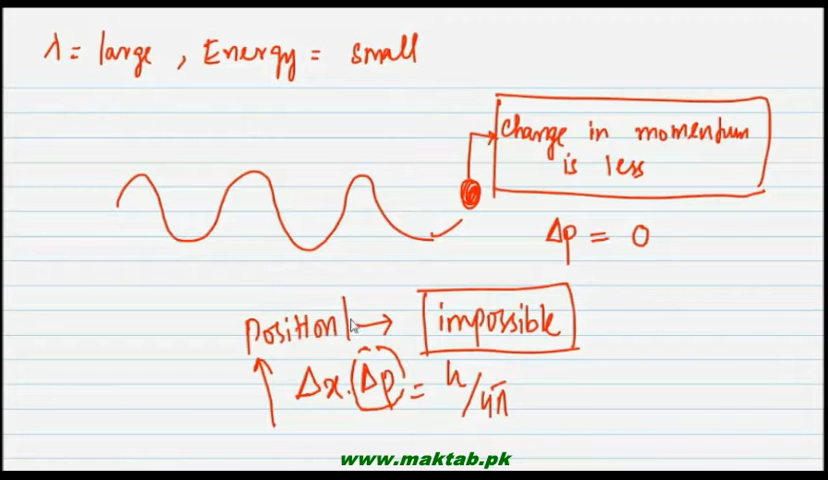 λ = large , Energy = small
change in momentum
is less
Δp = 0
Position → impossible
Δx.(Δp) = h/4π
www.maktab.pk